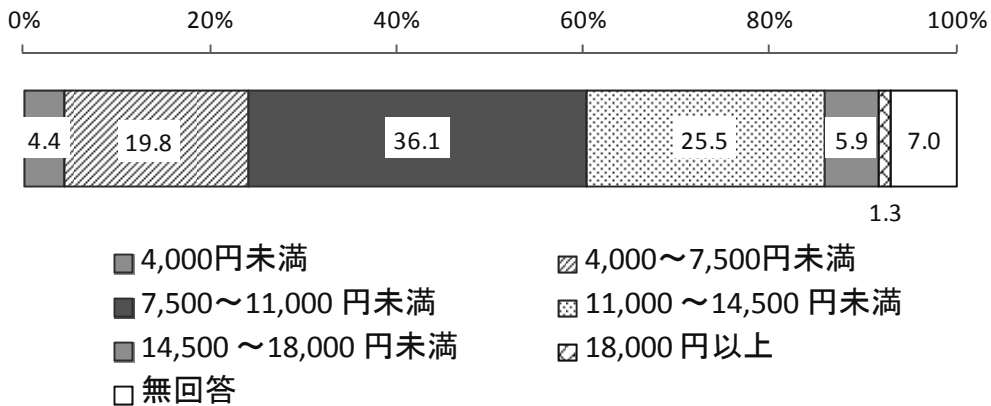 0% 20% 40% 60% 80% 100%
4.4 19.8 36.1 25.5 5.9 7.0
1.3
4,000円未満 4,000～7,500円未満
7,500～11,000 円未満 11,000 ～14,500 円未満
14,500 ～18,000 円未満 18,000 円以上
無回答